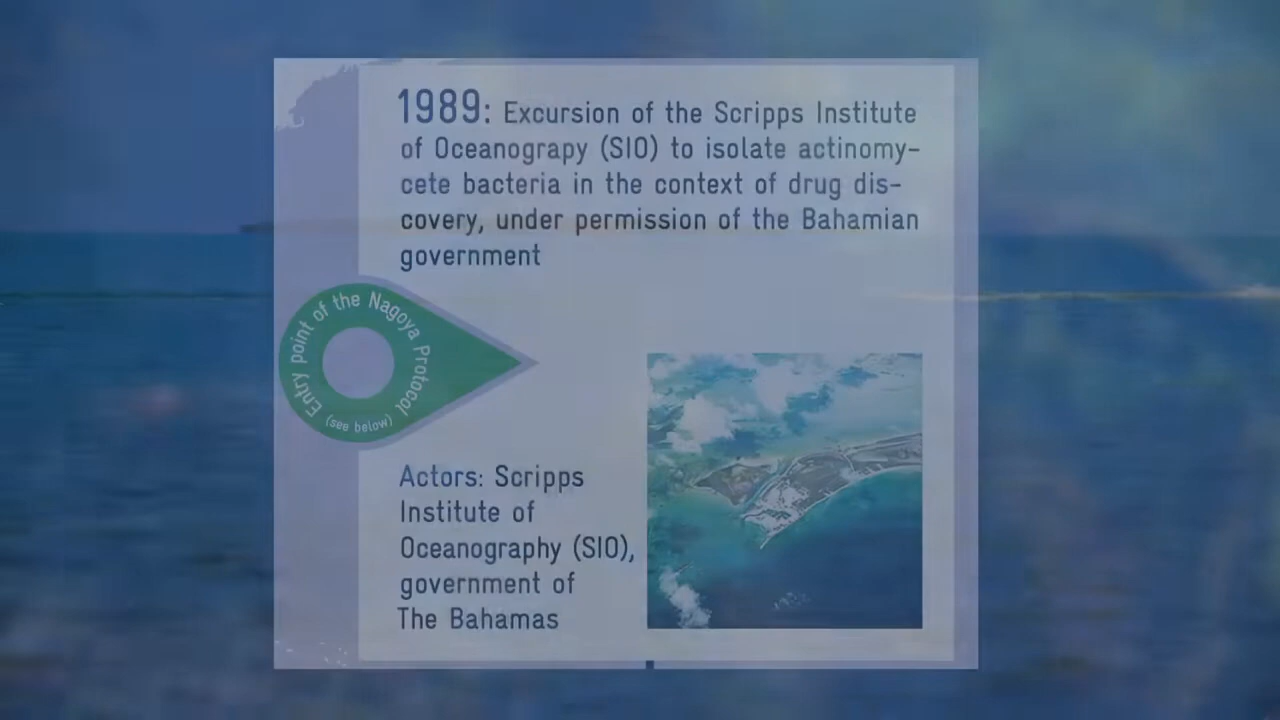 1989: Excursion of the Scripps Institute
of Oceanograpy (SIO) to isolate actinomy-
cete bacteria in the context of drug dis-
covery, under permission of the Bahamian
government
Entry point of the Nagoya Protocol
(see below)
Actors: Scripps
Institute of
Oceanography (SIO),
government of
The Bahamas